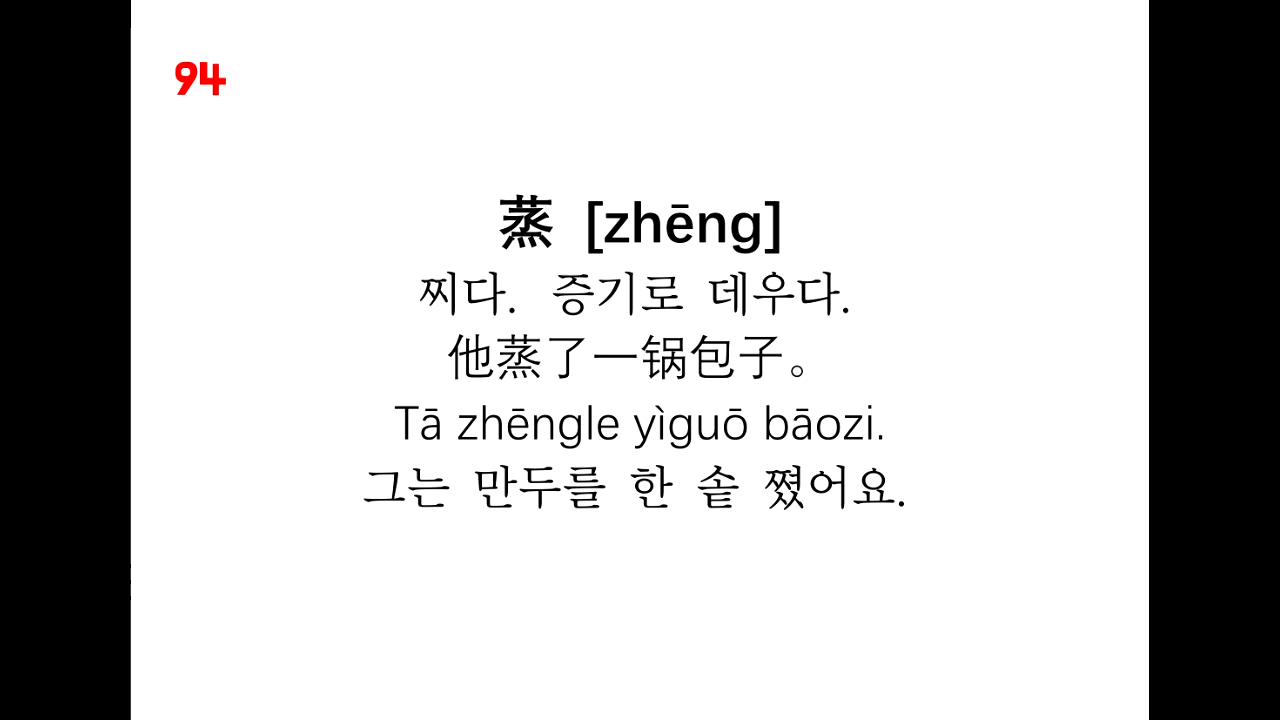 94
蒸 [zhēng]
찌다. 증기로 데우다.
他蒸了一锅包子。
Tā zhēngle yìguō bāozi.
그는 만두를 한 솥 쪘어요.